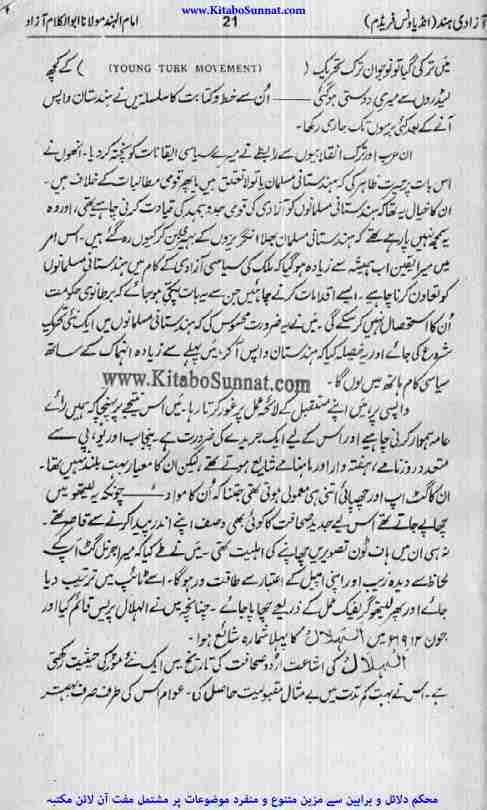 www.KitaboSunnat.com
آزادی ہند (انڈیا ونس فریڈم) 21 امام الہند مولانا ابوالکلام آزاد
میں ترکی گیا تو نوجوان ترک تحریک (YOUNG TURK MOVEMENT) کے کچھ
لیڈروں سے میری دوستی ہو گئی —— اُن سے خط و کتابت کا سلسلہ میں نے ہندستان واپس
آنے کے بعد کئی برسوں تک جاری رکھا۔
ان عرب اور ترک انقلابیوں سے رابطے نے میرے سیاسی ایقانات کو پختہ کر دیا۔ انھوں نے
اس بات پر حیرت ظاہر کی کہ ہندستانی مسلمان یا تو لاتعلق ہیں یا پھر قومی مطالبات کے خلاف ہیں۔
ان کا خیال یہ تھا کہ ہندستانی مسلمانوں کو آزادی کی قومی جدوجہد کی قیادت کرنی چاہیے تھی، اور وہ
یہ سمجھ نہیں پا رہے تھے کہ ہندستانی مسلمان بھلا انگریزوں کے بن کر کیوں رہ گئے ہیں۔ اس امر
میں میرا یقین اب ہمیشہ سے زیادہ ہو گیا کہ ملک کی سیاسی آزادی کے کام میں ہندستانی مسلمانوں
کو تعاون کرنا چاہیے۔ ایسے اقدامات کرنے چاہئیں جن سے یہ بات یقینی ہو جائے کہ برطانوی حکومت
اُن کا استحصال نہیں کر سکے گی۔ میں نے یہ ضرورت محسوس کی کہ ہندستانی مسلمانوں میں ایک نئی تحریک
شروع کی جائے اور یہ فیصلہ کیا کہ ہندستان واپس آ کر، میں پہلے سے زیادہ انہماک کے ساتھ
سیاسی کام ہاتھ میں لوں گا۔
www.KitaboSunnat.com
واپسی پر، میں اپنے مستقبل کے لائحہ عمل پر غور کرتا رہا۔ میں اس نتیجے پر پہنچا کہ ہمیں رائے
عامہ ہموار کرنی چاہیے اور اس کے لیے ایک جریدے کی ضرورت ہے۔ پنجاب اور یو، پی سے
متعدد روزنامے، ہفتہ وار اور ماہنامے شایع ہوتے تھے لیکن ان کا معیار بہت بلند نہیں تھا۔
ان کا گٹ اپ اور چھپائی اتنی ہی معمولی ہوتی تھی جتنا کہ اُن کا مواد —— چونکہ یہ لیتھو میں
چھاپے جاتے تھے اس لیے جدید صحافت کا کوئی بھی وصف اپنے اندر پیدا کرنے سے قاصر تھے۔
نہ ہی ان میں ہاف ٹون تصویریں چھاپنے کی اہلیت تھی۔ میں نے طے کیا کہ میرا جرنل گٹ اپ کے
لحاظ سے دیدہ زیب اور اپنی اپیل کے اعتبار سے طاقت ور ہو گا۔ اسے ٹائپ میں ترتیب دیا
جائے اور پھر لیتھو گریفک عمل کے ذریعے چھاپا جائے۔ چنانچہ میں نے الہلال پریس قائم کیا اور
جون ۱۹۱۲ء میں الہلال کا پہلا شمارہ شائع ہوا۔
الہلال کی اشاعت اُردو صحافت کی تاریخ میں ایک نئے موڑ کی حیثیت رکھتی
ہے۔ اس نے بہت کم مدت میں بے مثال مقبولیت حاصل کی۔ عوام اس کی طرف صرف بہتر
محکم دلائل و براہین سے مزین متنوع و منفرد موضوعات پر مشتمل مفت آن لائن مکتبہ